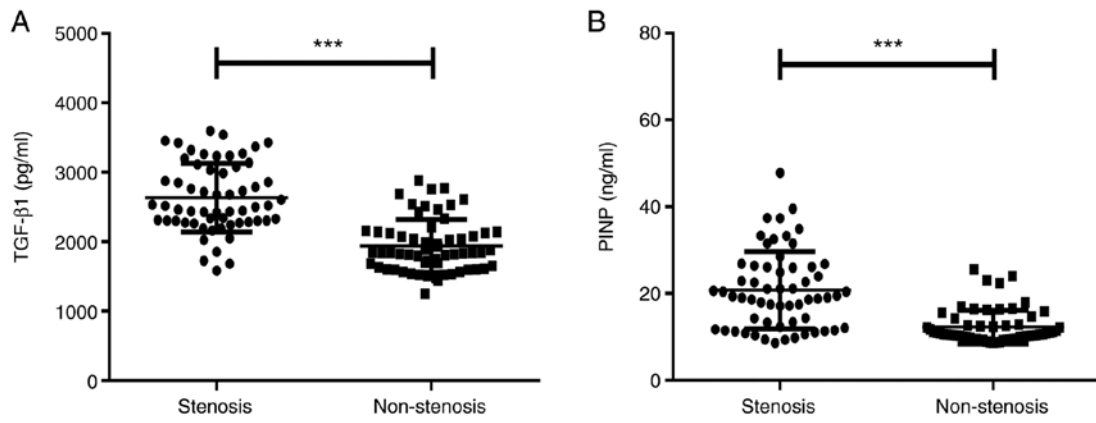 A
TGF-β1 (pg/ml)
5000
4000
3000
2000
1000
0
***
Stenosis
Non-stenosis
B
PINP (ng/ml)
80
60
40
20
0
***
Stenosis
Non-stenosis